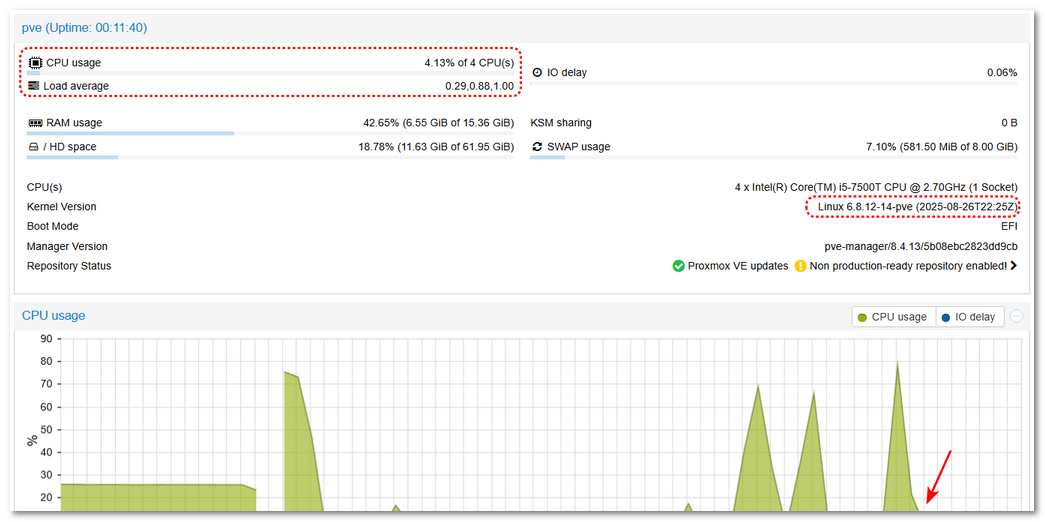 pve (Uptime: 00:11:40)
CPU usage 4.13% of 4 CPU(s)
IO delay 0.06%
Load average 0.29,0.88,1.00
RAM usage 42.65% (6.55 GiB of 15.36 GiB)
KSM sharing 0 B
/ HD space 18.78% (11.63 GiB of 61.95 GiB)
SWAP usage 7.10% (581.50 MiB of 8.00 GiB)
CPU(s) 4 x Intel(R) Core(TM) i5-7500T CPU @ 2.70GHz (1 Socket)
Kernel Version Linux 6.8.12-14-pve (2025-08-26T22:25Z)
Boot Mode EFI
Manager Version pve-manager/8.4.13/5b08ebc2823dd9cb
Repository Status Proxmox VE updates Non production-ready repository enabled!
CPU usage
CPU usage IO delay
90
80
70
60
50
%
40
30
20